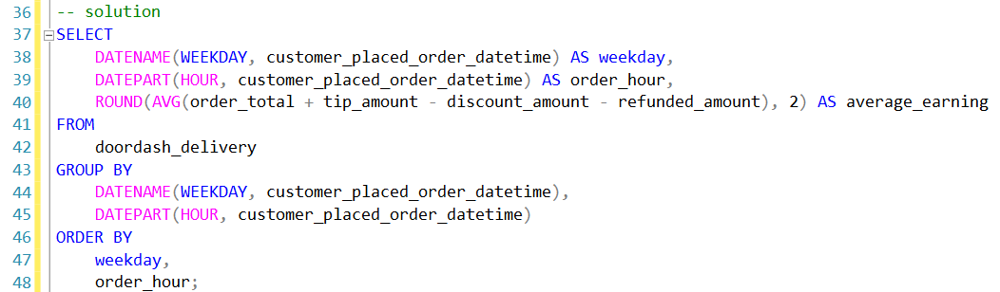 36 -- solution
37 SELECT
38 DATENAME(WEEKDAY, customer_placed_order_datetime) AS weekday,
39 DATEPART(HOUR, customer_placed_order_datetime) AS order_hour,
40 ROUND(AVG(order_total + tip_amount - discount_amount - refunded_amount), 2) AS average_earning
41 FROM
42 doordash_delivery
43 GROUP BY
44 DATENAME(WEEKDAY, customer_placed_order_datetime),
45 DATEPART(HOUR, customer_placed_order_datetime)
46 ORDER BY
47 weekday,
48 order_hour;